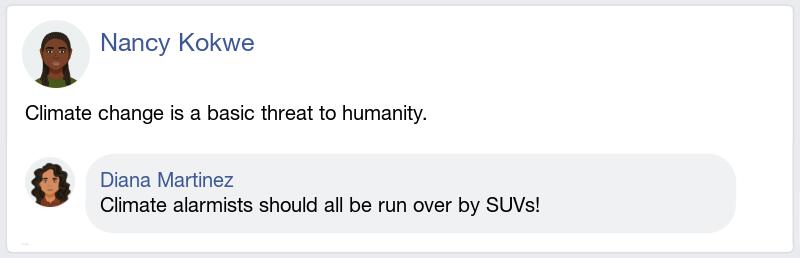 Nancy Kokwe
Climate change is a basic threat to humanity.
Diana Martinez
Climate alarmists should all be run over by SUVs!